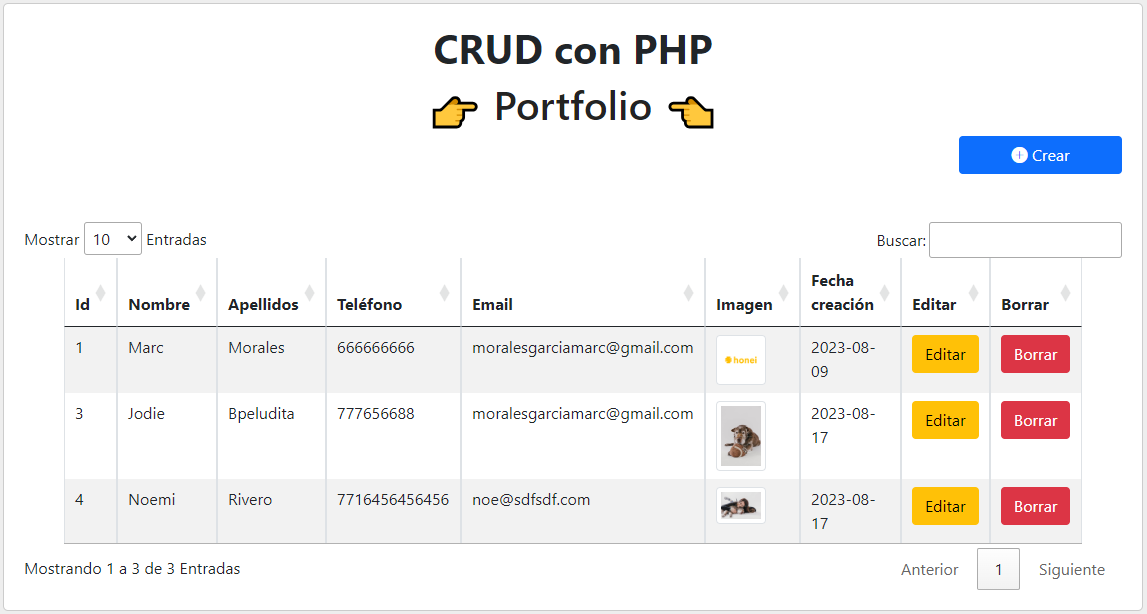 CRUD con PHP
👉 Portfolio 👈
Crear
Mostrar 10 Entradas
Buscar:
Id Nombre Apellidos Teléfono Email Imagen Fecha creación Editar Borrar
1 Marc Morales 666666666 moralesgarciamarc@gmail.com honei 2023-08-09 Editar Borrar
3 Jodie Bpeludita 777656688 moralesgarciamarc@gmail.com 2023-08-17 Editar Borrar
4 Noemi Rivero 7716456456456 noe@sdfsdf.com 2023-08-17 Editar Borrar
Mostrando 1 a 3 de 3 Entradas
Anterior 1 Siguiente